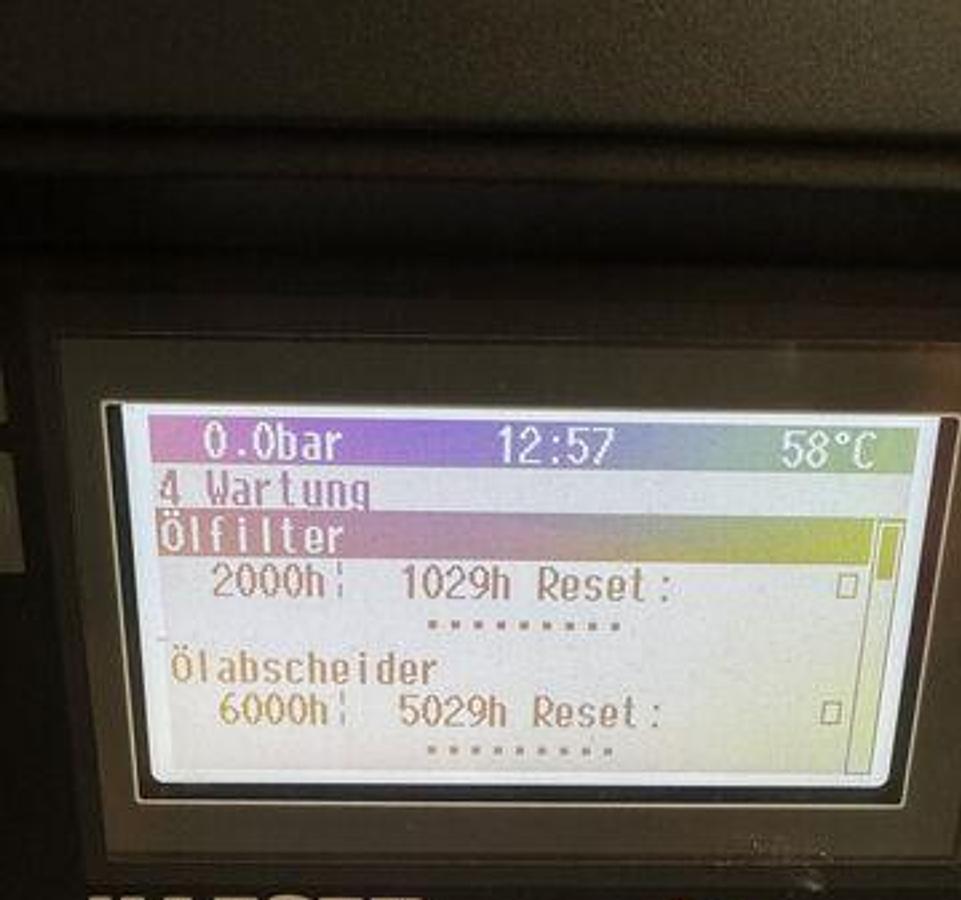 0.0bar 12:57 58°C
4 Wartung
Ölfilter
2000h¦ 1029h Reset: □
▪▪▪▪▪▪▪▪▪
Ölabscheider
6000h¦ 5029h Reset: □
▪▪▪▪▪▪▪▪▪